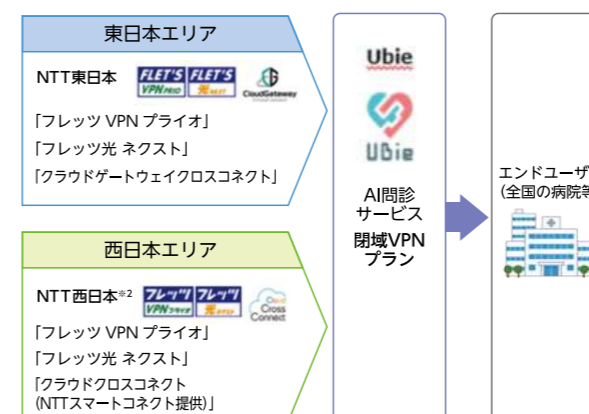 東日本エリア
NTT東日本
FLET'S VPN PRIO
FLET'S 光 NEXT
CloudGateway
「フレッツ VPN プライオ」
「フレッツ光 ネクスト」
「クラウドゲートウェイクロスコネクト」
西日本エリア
NTT西日本※2
フレッツ VPNプライオ
フレッツ 光ネクスト
Cloud
Cross
Connect
「フレッツ VPN プライオ」
「フレッツ光 ネクスト」
「クラウドクロスコネクト
(NTTスマートコネクト提供)」
Ubie
Ubie
AI問診
サービス
閉域VPN
プラン
エンドユーザ
(全国の病院等